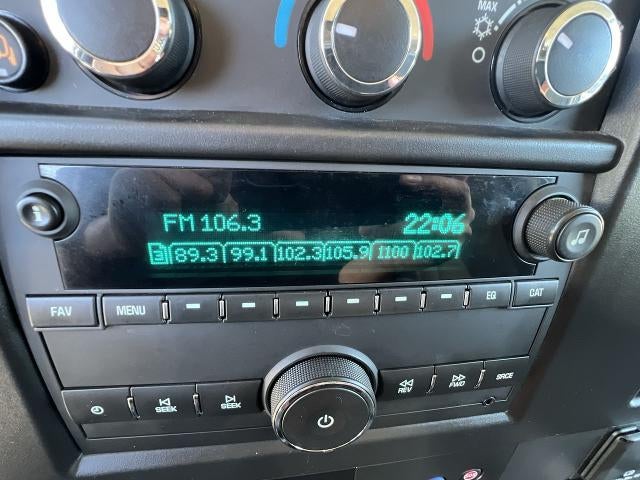 MAX
FM 106.3 22:06
3 89.3 99.1 102.3 105.9 1100 102.7
FAV MENU EQ CAT
SEEK SEEK REV FWD SRCE